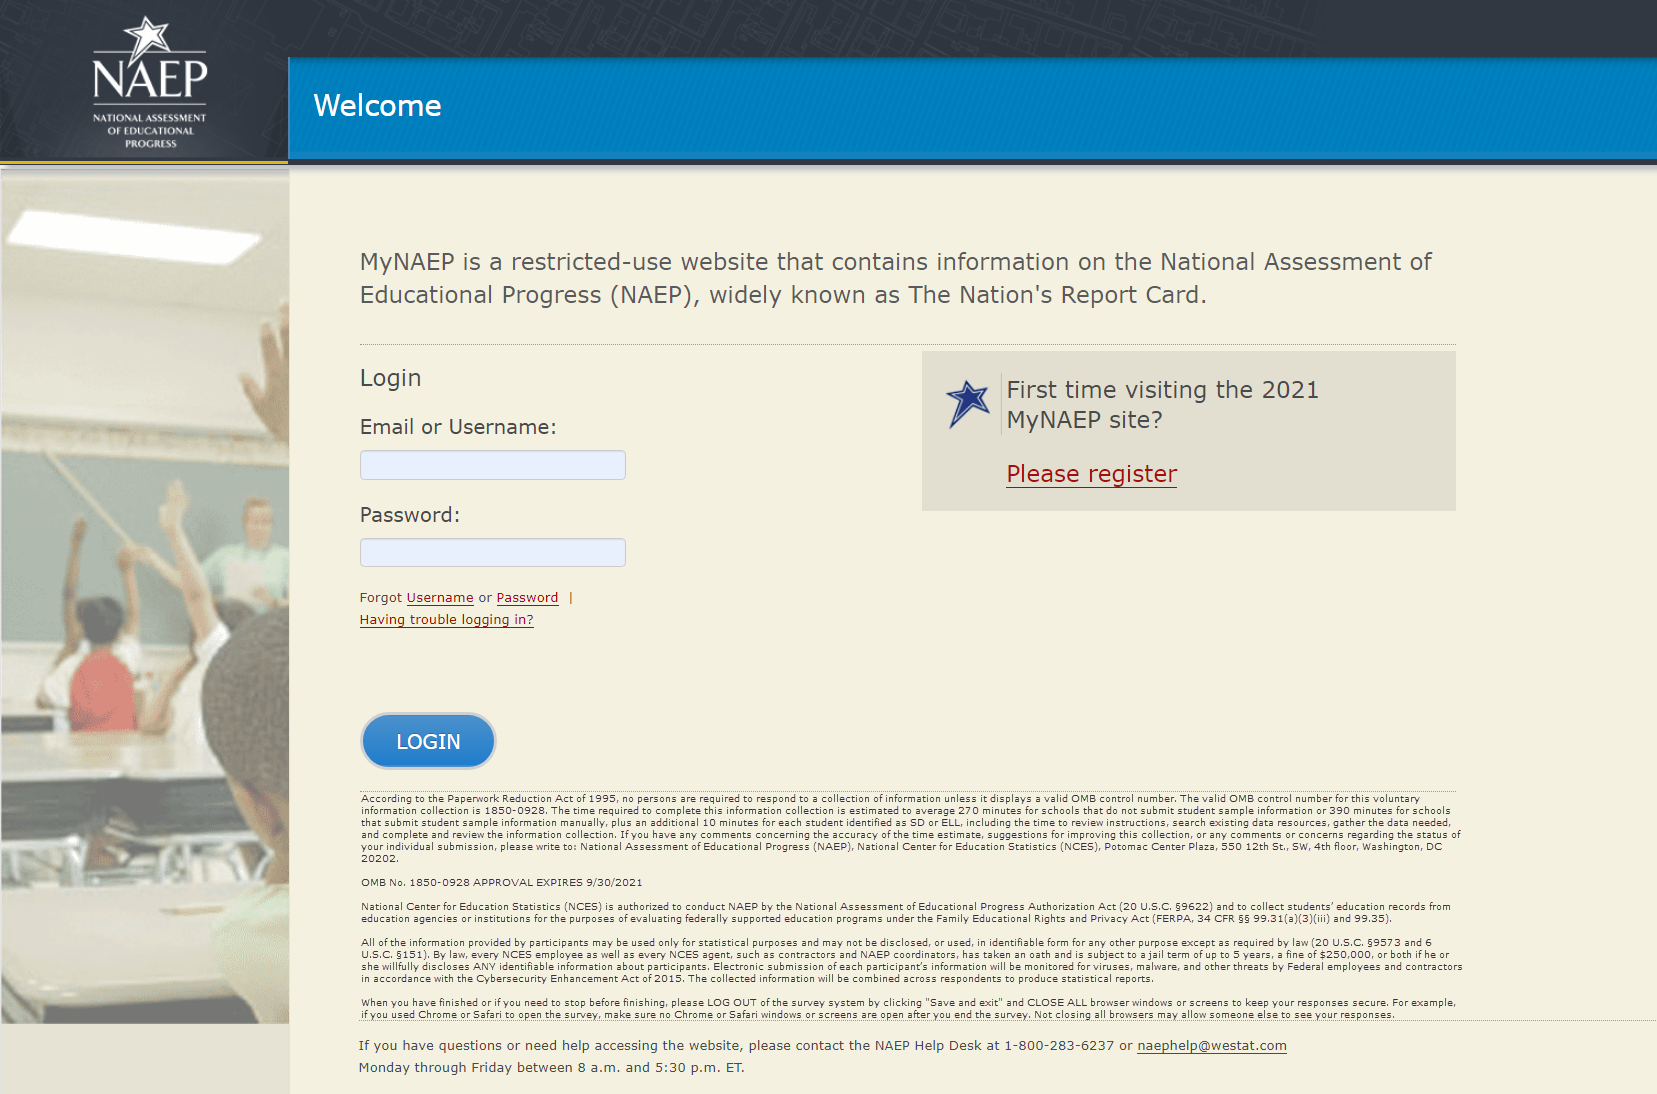 NAEP
NATIONAL ASSESSMENT
OF EDUCATIONAL
PROGRESS
Welcome
MyNAEP is a restricted-use website that contains information on the National Assessment of
Educational Progress (NAEP), widely known as The Nation's Report Card.
Login
Email or Username:
Password:
Forgot Username or Password |
Having trouble logging in?
First time visiting the 2021
MyNAEP site?
Please register
LOGIN
According to the Paperwork Reduction Act of 1995, no persons are required to respond to a collection of information unless it displays a valid OMB control number. The valid OMB control number for this voluntary
information collection is 1850-0928. The time required to complete this information collection is estimated to average 270 minutes for schools that do not submit student sample information or 390 minutes for schools
that submit student sample information manually, plus an additional 10 minutes for each student identified as SD or ELL, including the time to review instructions, search existing data resources, gather the data needed,
and complete and review the information collection. If you have any comments concerning the accuracy of the time estimate, suggestions for improving this collection, or any comments or concerns regarding the status of
your individual submission, please write to: National Assessment of Educational Progress (NAEP), National Center for Education Statistics (NCES), Potomac Center Plaza, 550 12th St., SW, 4th floor, Washington, DC
20202.
OMB No. 1850-0928 APPROVAL EXPIRES 9/30/2021
National Center for Education Statistics (NCES) is authorized to conduct NAEP by the National Assessment of Educational Progress Authorization Act (20 U.S.C. §9622) and to collect students' education records from
education agencies or institutions for the purposes of evaluating federally supported education programs under the Family Educational Rights and Privacy Act (FERPA, 34 CFR §§ 99.31(a)(3)(iii) and 99.35).
All of the information provided by participants may be used only for statistical purposes and may not be disclosed, or used, in identifiable form for any other purpose except as required by law (20 U.S.C. §9573 and 6
U.S.C. §151). By law, every NCES employee as well as every NCES agent, such as contractors and NAEP coordinators, has taken an oath and is subject to a jail term of up to 5 years, a fine of $250,000, or both if he or
she willfully discloses ANY identifiable information about participants. Electronic submission of each participant's information will be monitored for viruses, malware, and other threats by Federal employees and contractors
in accordance with the Cybersecurity Enhancement Act of 2015. The collected information will be combined across respondents to produce statistical reports.
When you have finished or if you need to stop before finishing, please LOG OUT of the survey system by clicking "Save and exit" and CLOSE ALL browser windows or screens to keep your responses secure. For example,
if you used Chrome or Safari to open the survey, make sure no Chrome or Safari windows or screens are open after you end the survey. Not closing all browsers may allow someone else to see your responses.
If you have questions or need help accessing the website, please contact the NAEP Help Desk at 1-800-283-6237 or naephelp@westat.com
Monday through Friday between 8 a.m. and 5:30 p.m. ET.